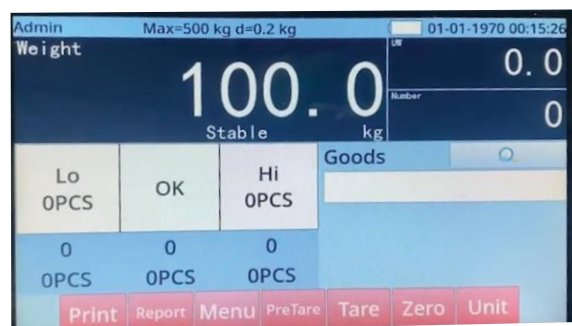 Admin Max=500 kg d=0.2 kg 01-01-1970 00:15:26
Weight
UW
100.0
0.0
Number
0
Stable kg
Goods
Lo OK Hi
0PCS 0PCS
0 0 0
0PCS 0PCS 0PCS
Print Report Menu PreTare Tare Zero Unit